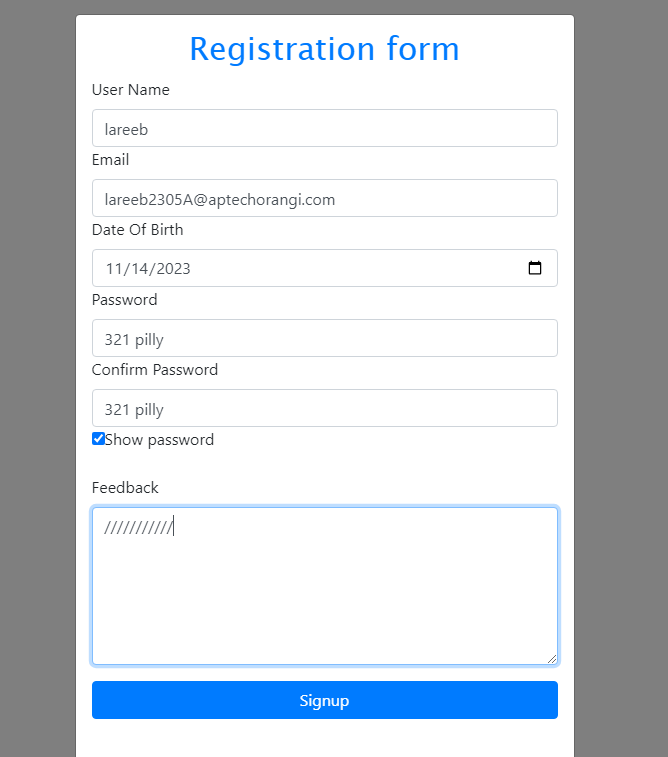 Registration form
User Name
lareeb
Email
lareeb2305A@aptechorangi.com
Date Of Birth
11/14/2023
Password
321 pilly
Confirm Password
321 pilly
Show password
Feedback
///////////
Signup